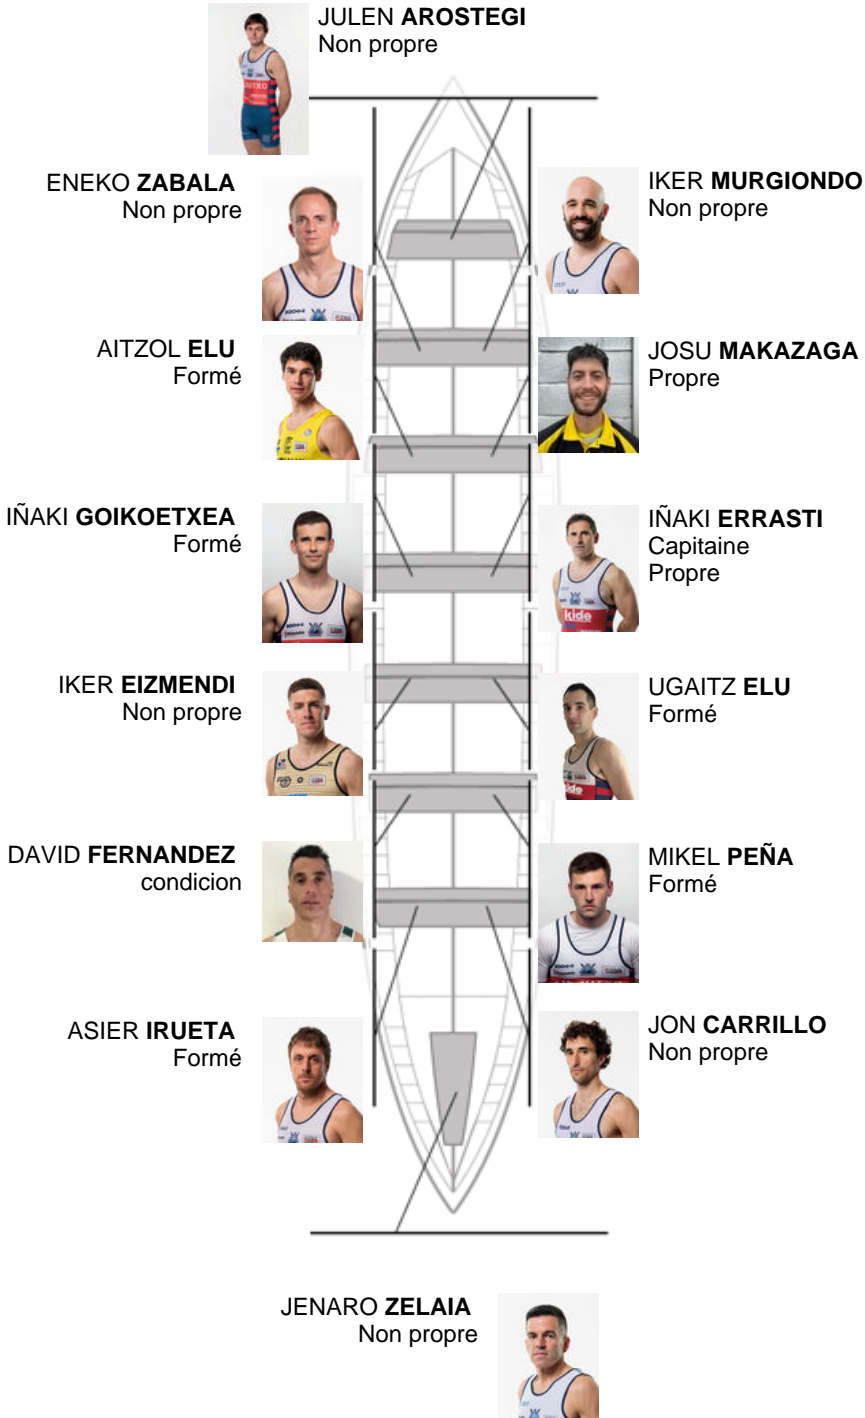 JULEN AROSTEGI
Non propre
ENEKO ZABALA
Non propre
IKER MURGIONDO
Non propre
AITZOL ELU
Formé
JOSU MAKAZAGA
Propre
IÑAKI GOIKOETXEA
Formé
IÑAKI ERRASTI
Capitaine
Propre
kide
IKER EIZMENDI
Non propre
UGAITZ ELU
Formé
kide
DAVID FERNANDEZ
condicion
MIKEL PEÑA
Formé
ASIER IRUETA
Formé
JON CARRILLO
Non propre
JENARO ZELAIA
Non propre